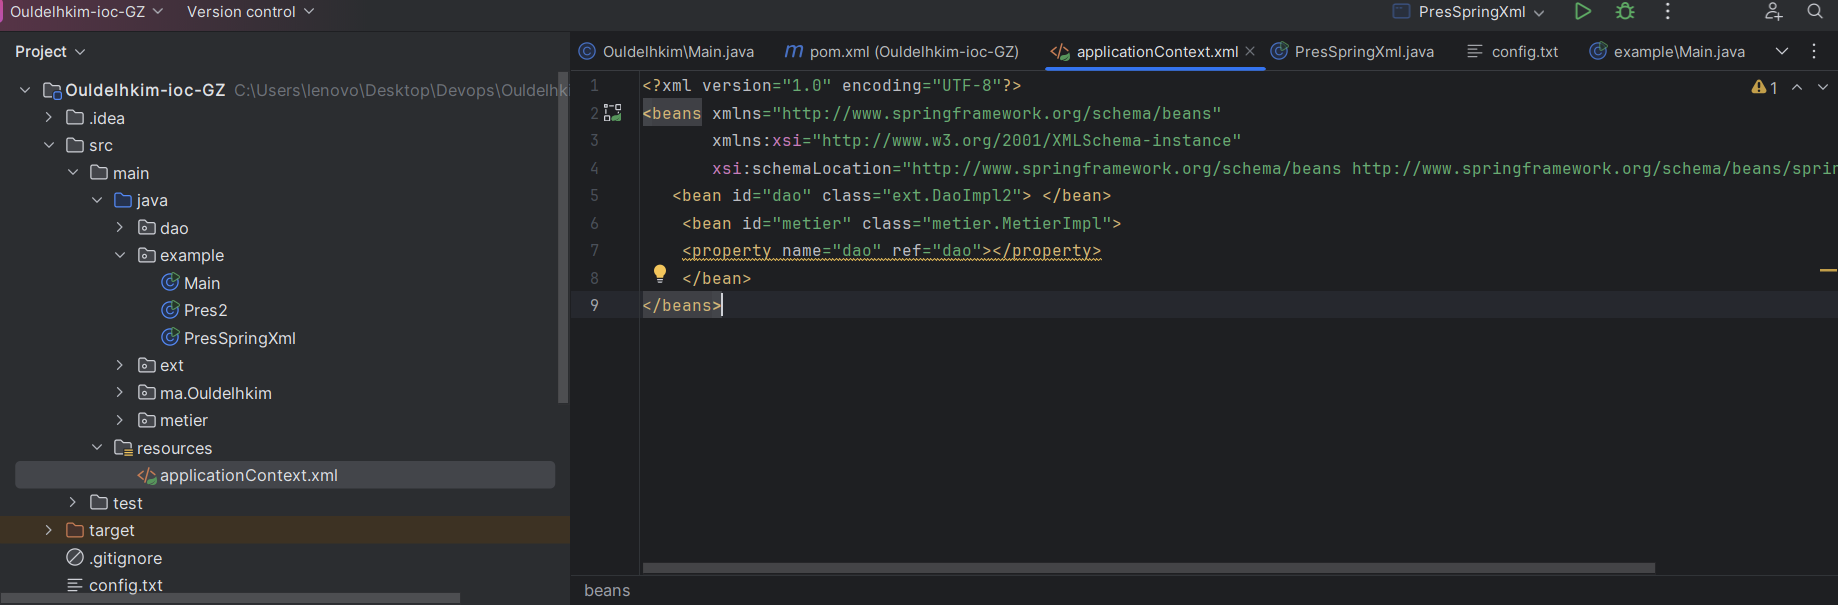 Ouldelhkim-ioc-GZ Version control PresSpringXml
Project
Ouldelhkim\Main.java pom.xml (Ouldelhkim-ioc-GZ) applicationContext.xml PresSpringXml.java config.txt example\Main.java
Ouldelhkim-ioc-GZ C:\Users\lenovo\Desktop\Devops\Ouldelhki
.idea
src
main
java
dao
example
Main
Pres2
PresSpringXml
ext
ma.Ouldelhkim
metier
resources
applicationContext.xml
test
target
.gitignore
config.txt
1 <?xml version="1.0" encoding="UTF-8"?>
1
2 <beans xmlns="http://www.springframework.org/schema/beans"
3 xmlns:xsi="http://www.w3.org/2001/XMLSchema-instance"
4 xsi:schemaLocation="http://www.springframework.org/schema/beans http://www.springframework.org/schema/beans/sprin
5 <bean id="dao" class="ext.DaoImpl2"> </bean>
6 <bean id="metier" class="metier.MetierImpl">
7 <property name="dao" ref="dao"></property>
8 </bean>
9 </beans>
beans